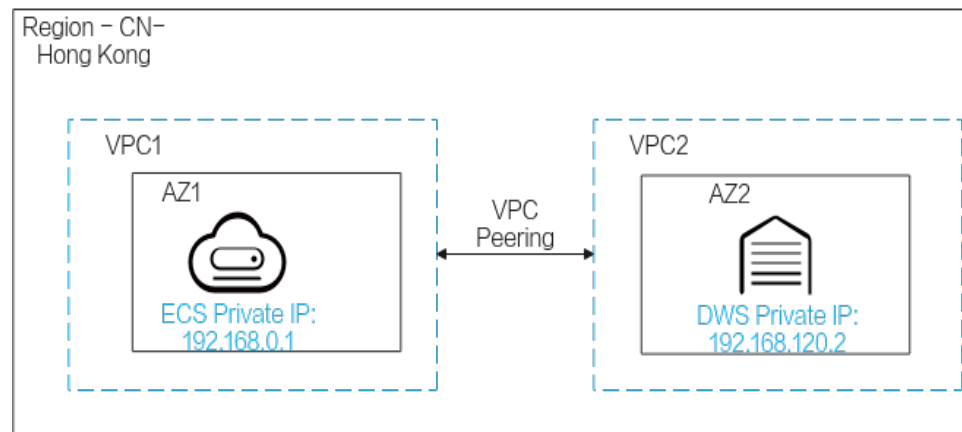 Region – CN–
Hong Kong
VPC1
AZ1
ECS Private IP:
192.168.0.1
VPC
Peering
VPC2
AZ2
DWS Private IP:
192.168.120.2